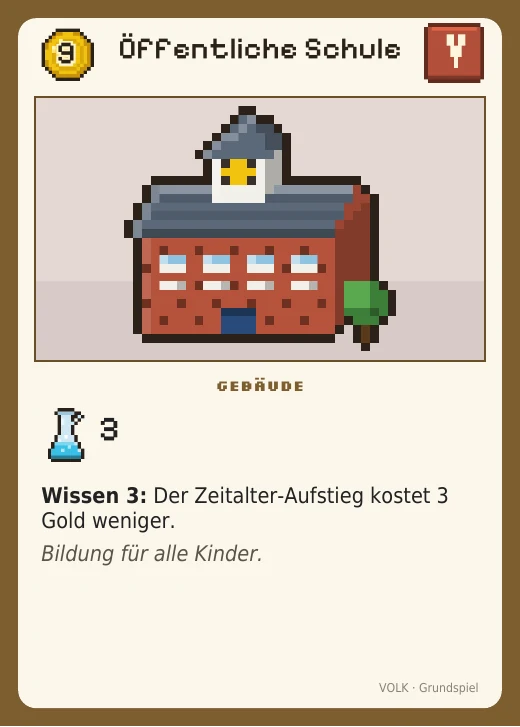 9
Öffentliche Schule
GEBÄUDE
3
Wissen 3: Der Zeitalter-Aufstieg kostet 3
Gold weniger.
Bildung für alle Kinder.
VOLK · Grundspiel